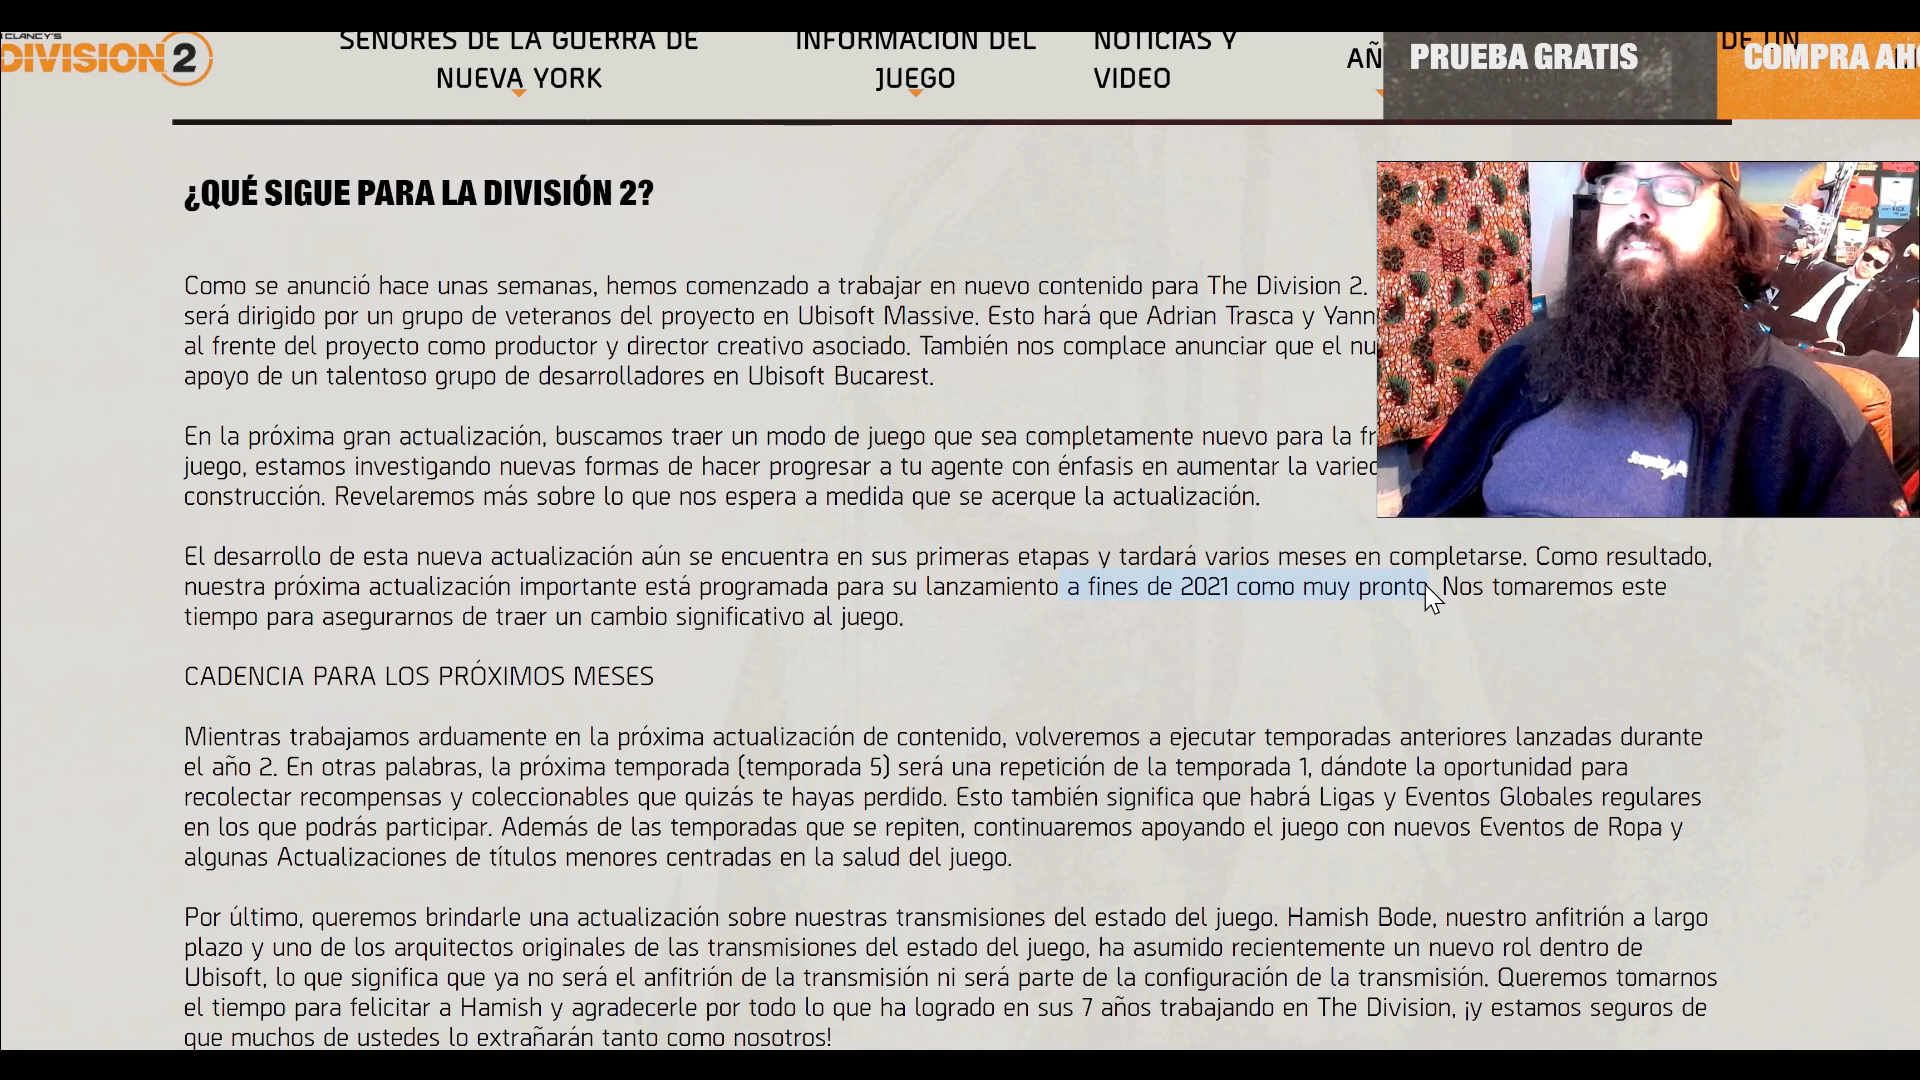 CLANCY'S
DIVISION 2
SEÑORES DE LA GUERRA DE
NUEVA YORK
INFORMACIÓN DEL
JUEGO
NOTICIAS Y
VIDEO
AÑ
PRUEBA GRATIS
DE UN
COMPRA AH
¿QUÉ SIGUE PARA LA DIVISIÓN 2?
Como se anunció hace unas semanas, hemos comenzado a trabajar en nuevo contenido para The Division 2.
será dirigido por un grupo de veteranos del proyecto en Ubisoft Massive. Esto hará que Adrian Trasca y Yann
al frente del proyecto como productor y director creativo asociado. También nos complace anunciar que el nu
apoyo de un talentoso grupo de desarrolladores en Ubisoft Bucarest.
En la próxima gran actualización, buscamos traer un modo de juego que sea completamente nuevo para la fr
juego, estamos investigando nuevas formas de hacer progresar a tu agente con énfasis en aumentar la varied
construcción. Revelaremos más sobre lo que nos espera a medida que se acerque la actualización.
El desarrollo de esta nueva actualización aún se encuentra en sus primeras etapas y tardará varios meses en completarse. Como resultado,
nuestra próxima actualización importante está programada para su lanzamiento a fines de 2021 como muy pronto. Nos tomaremos este
tiempo para asegurarnos de traer un cambio significativo al juego.
CADENCIA PARA LOS PRÓXIMOS MESES
Mientras trabajamos arduamente en la próxima actualización de contenido, volveremos a ejecutar temporadas anteriores lanzadas durante
el año 2. En otras palabras, la próxima temporada (temporada 5) será una repetición de la temporada 1, dándote la oportunidad para
recolectar recompensas y coleccionables que quizás te hayas perdido. Esto también significa que habrá Ligas y Eventos Globales regulares
en los que podrás participar. Además de las temporadas que se repiten, continuaremos apoyando el juego con nuevos Eventos de Ropa y
algunas Actualizaciones de títulos menores centradas en la salud del juego.
Por último, queremos brindarle una actualización sobre nuestras transmisiones del estado del juego. Hamish Bode, nuestro anfitrión a largo
plazo y uno de los arquitectos originales de las transmisiones del estado del juego, ha asumido recientemente un nuevo rol dentro de
Ubisoft, lo que significa que ya no será el anfitrión de la transmisión ni será parte de la configuración de la transmisión. Queremos tomarnos
el tiempo para felicitar a Hamish y agradecerle por todo lo que ha logrado en sus 7 años trabajando en The Division, ¡y estamos seguros de
que muchos de ustedes lo extrañarán tanto como nosotros!